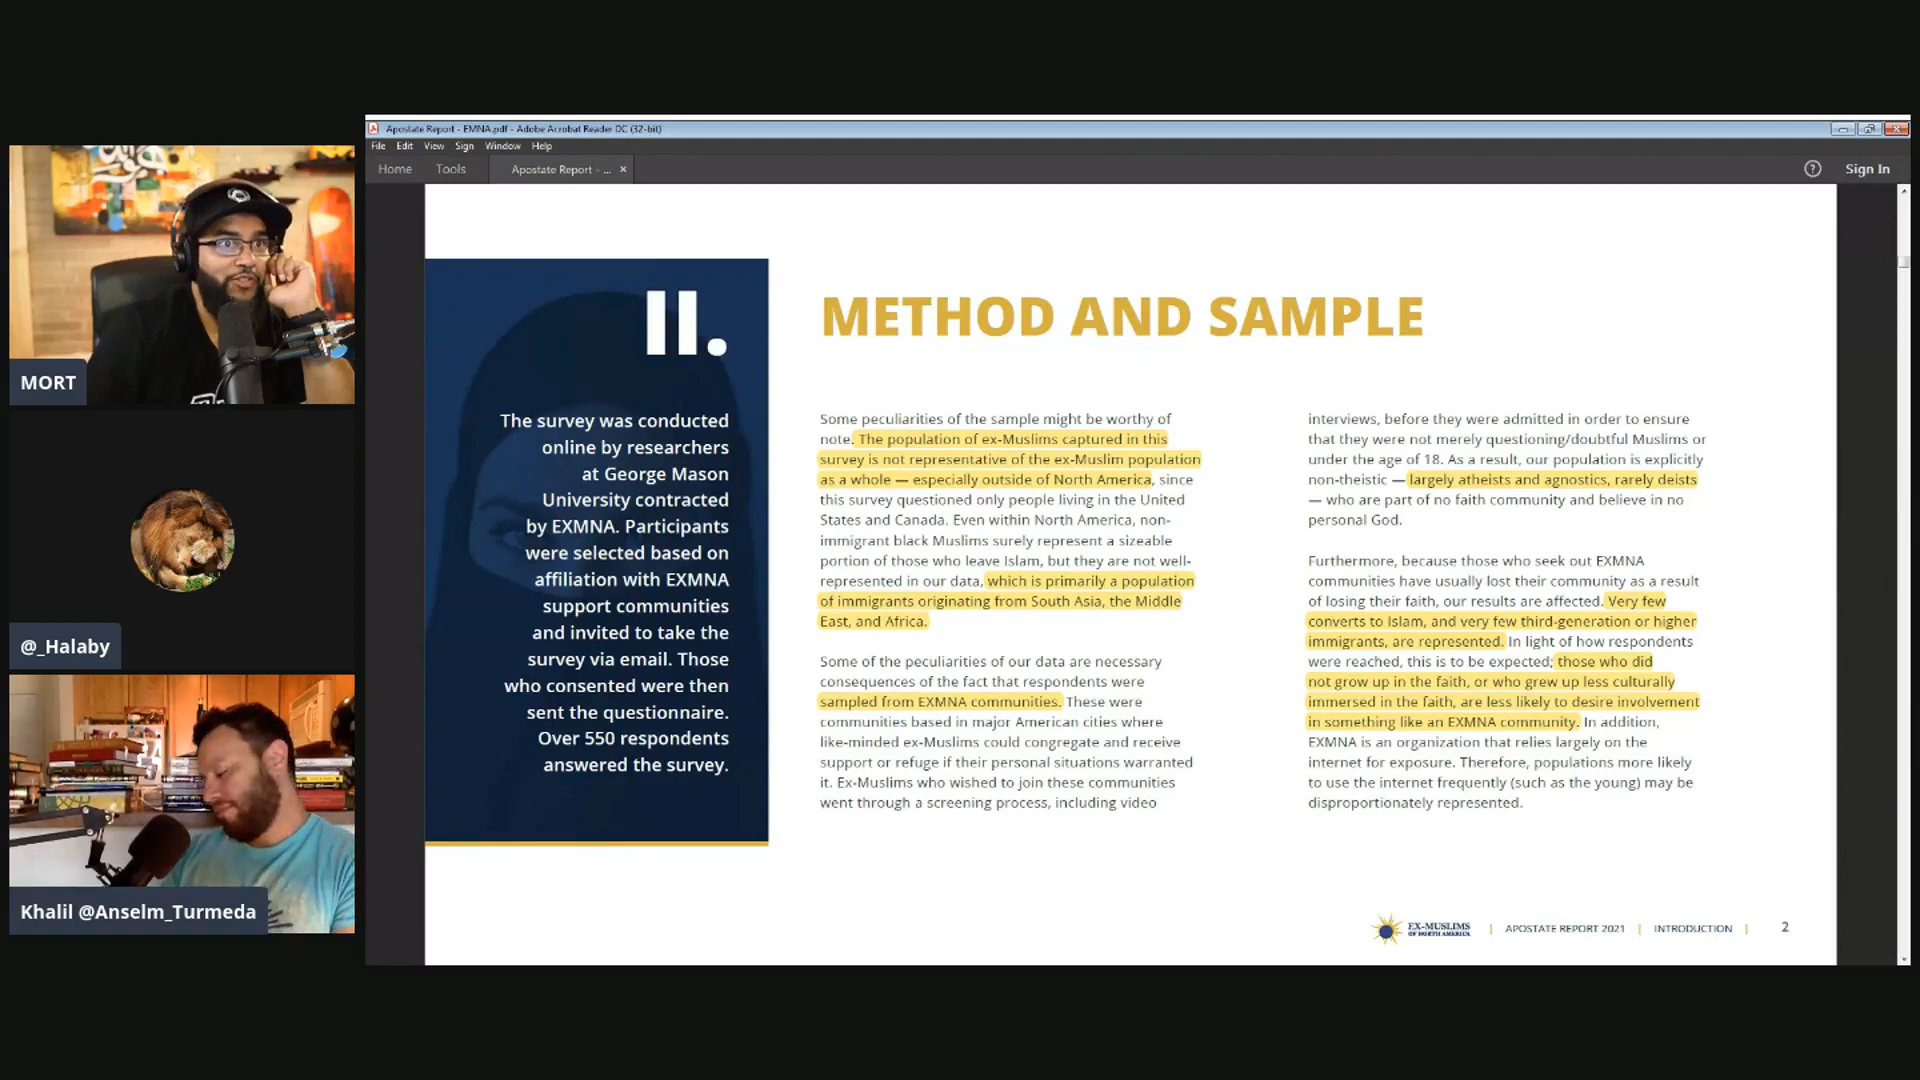 Apostate Report - EMNA.pdf - Adobe Acrobat Reader DC (32-bit)
File Edit View Sign Window Help
Home Tools Apostate Report - ... × ? Sign In
MORT
@_Halaby
Khalil @Anselm_Turmeda
II.
The survey was conducted
online by researchers
at George Mason
University contracted
by EXMNA. Participants
were selected based on
affiliation with EXMNA
support communities
and invited to take the
survey via email. Those
who consented were then
sent the questionnaire.
Over 550 respondents
answered the survey.
METHOD AND SAMPLE
Some peculiarities of the sample might be worthy of
note. The population of ex-Muslims captured in this
survey is not representative of the ex-Muslim population
as a whole — especially outside of North America, since
this survey questioned only people living in the United
States and Canada. Even within North America, non-
immigrant black Muslims surely represent a sizeable
portion of those who leave Islam, but they are not well-
represented in our data, which is primarily a population
of immigrants originating from South Asia, the Middle
East, and Africa.
Some of the peculiarities of our data are necessary
consequences of the fact that respondents were
sampled from EXMNA communities. These were
communities based in major American cities where
like-minded ex-Muslims could congregate and receive
support or refuge if their personal situations warranted
it. Ex-Muslims who wished to join these communities
went through a screening process, including video
interviews, before they were admitted in order to ensure
that they were not merely questioning/doubtful Muslims or
under the age of 18. As a result, our population is explicitly
non-theistic — largely atheists and agnostics, rarely deists
— who are part of no faith community and believe in no
personal God.
Furthermore, because those who seek out EXMNA
communities have usually lost their community as a result
of losing their faith, our results are affected. Very few
converts to Islam, and very few third-generation or higher
immigrants, are represented. In light of how respondents
were reached, this is to be expected; those who did
not grow up in the faith, or who grew up less culturally
immersed in the faith, are less likely to desire involvement
in something like an EXMNA community. In addition,
EXMNA is an organization that relies largely on the
internet for exposure. Therefore, populations more likely
to use the internet frequently (such as the young) may be
disproportionately represented.
EX-MUSLIMS
OF NORTH AMERICA
| APOSTATE REPORT 2021 | INTRODUCTION | 2